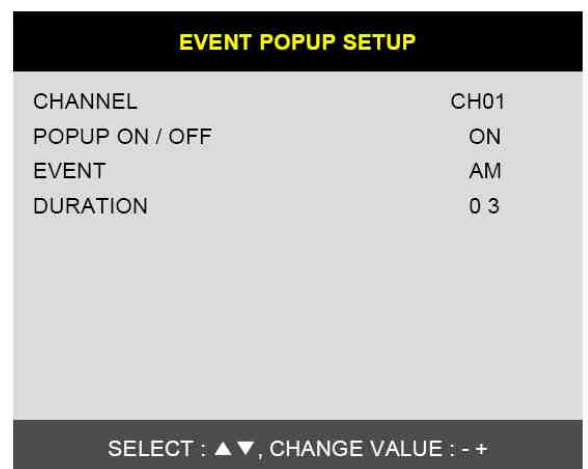 EVENT POPUP SETUP
CHANNEL CH01
POPUP ON / OFF ON
EVENT AM
DURATION 0 3
SELECT : ▲ ▼, CHANGE VALUE : - +